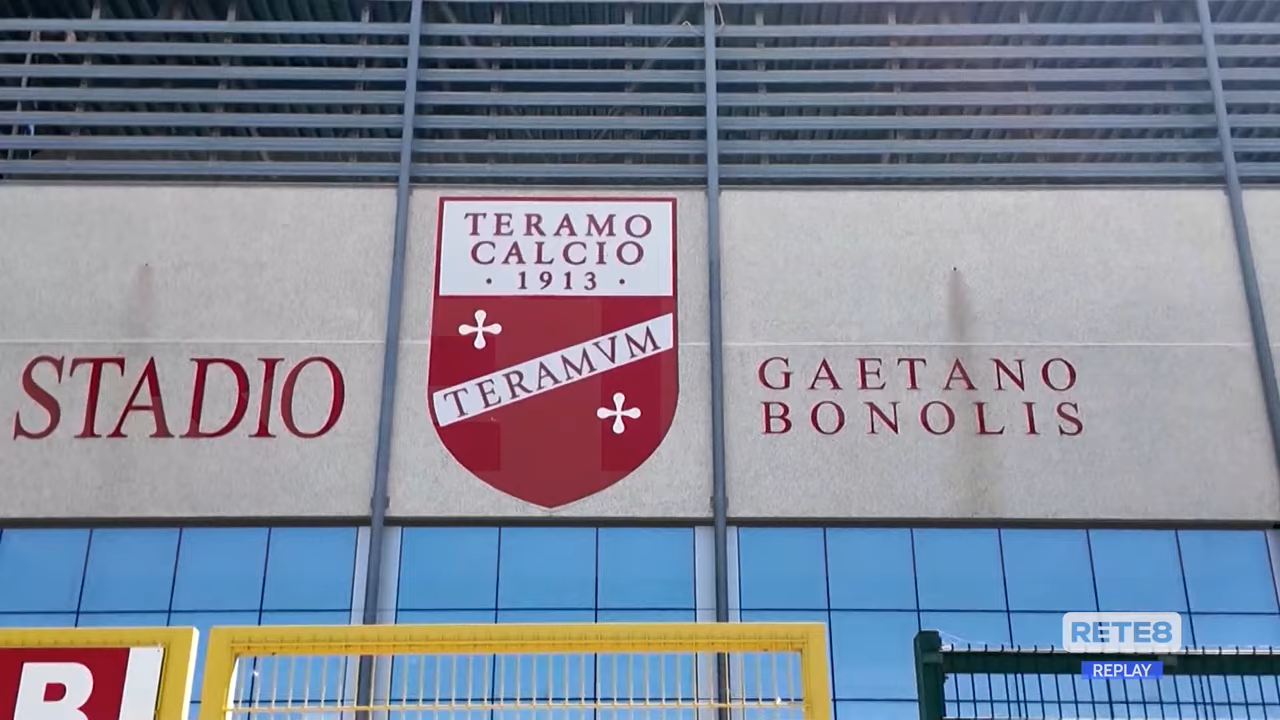 TERAMO
CALCIO
· 1913 ·
TERAMVM
STADIO
GAETANO
BONOLIS
B
RETE8
REPLAY